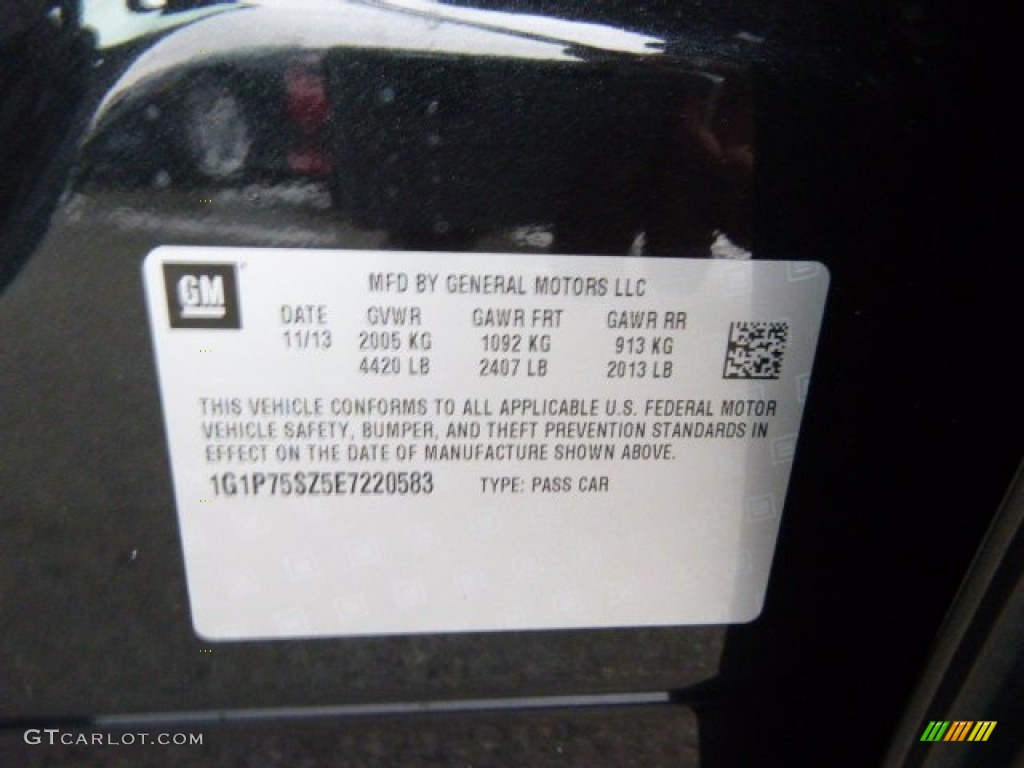 GM
MFD BY GENERAL MOTORS LLC
DATE GVWR GAWR FRT GAWR RR
11/13 2005 KG 1092 KG 913 KG
4420 LB 2407 LB 2013 LB
THIS VEHICLE CONFORMS TO ALL APPLICABLE U.S. FEDERAL MOTOR
VEHICLE SAFETY, BUMPER, AND THEFT PREVENTION STANDARDS IN
EFFECT ON THE DATE OF MANUFACTURE SHOWN ABOVE.
1G1P75SZ5E7220583 TYPE: PASS CAR
GTCARLOT.COM